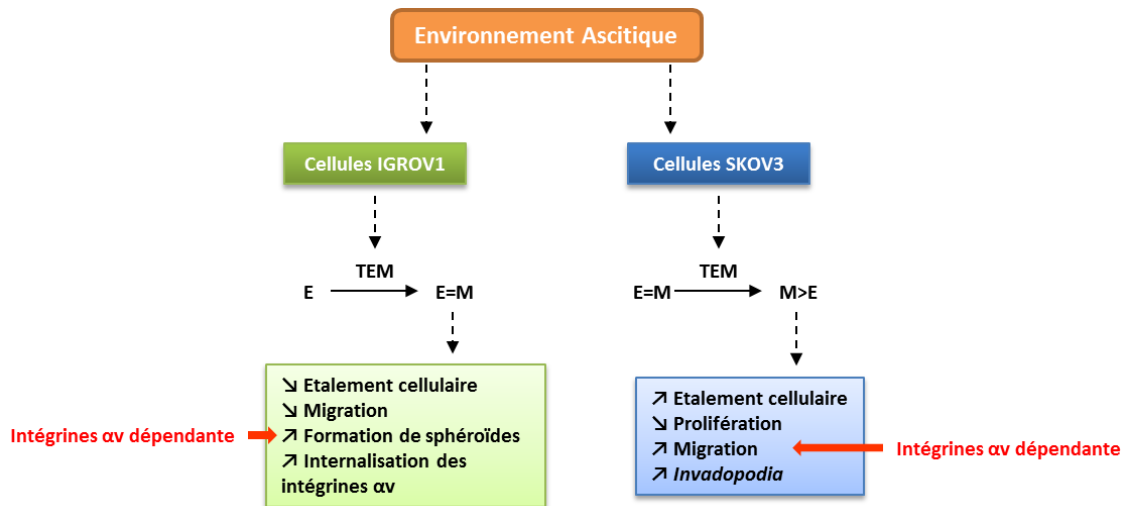 Environnement Ascitique
Cellules IGROV1
Cellules SKOV3
TEM
E
E=M
TEM
E=M
M>E
↘ Etalement cellulaire
↘ Migration
↗ Formation de sphéroïdes
↗ Internalisation des
intégrines αv
Intégrines αv dépendante
↗ Etalement cellulaire
↘ Prolifération
↗ Migration
↗ Invadopodia
Intégrines αv dépendante